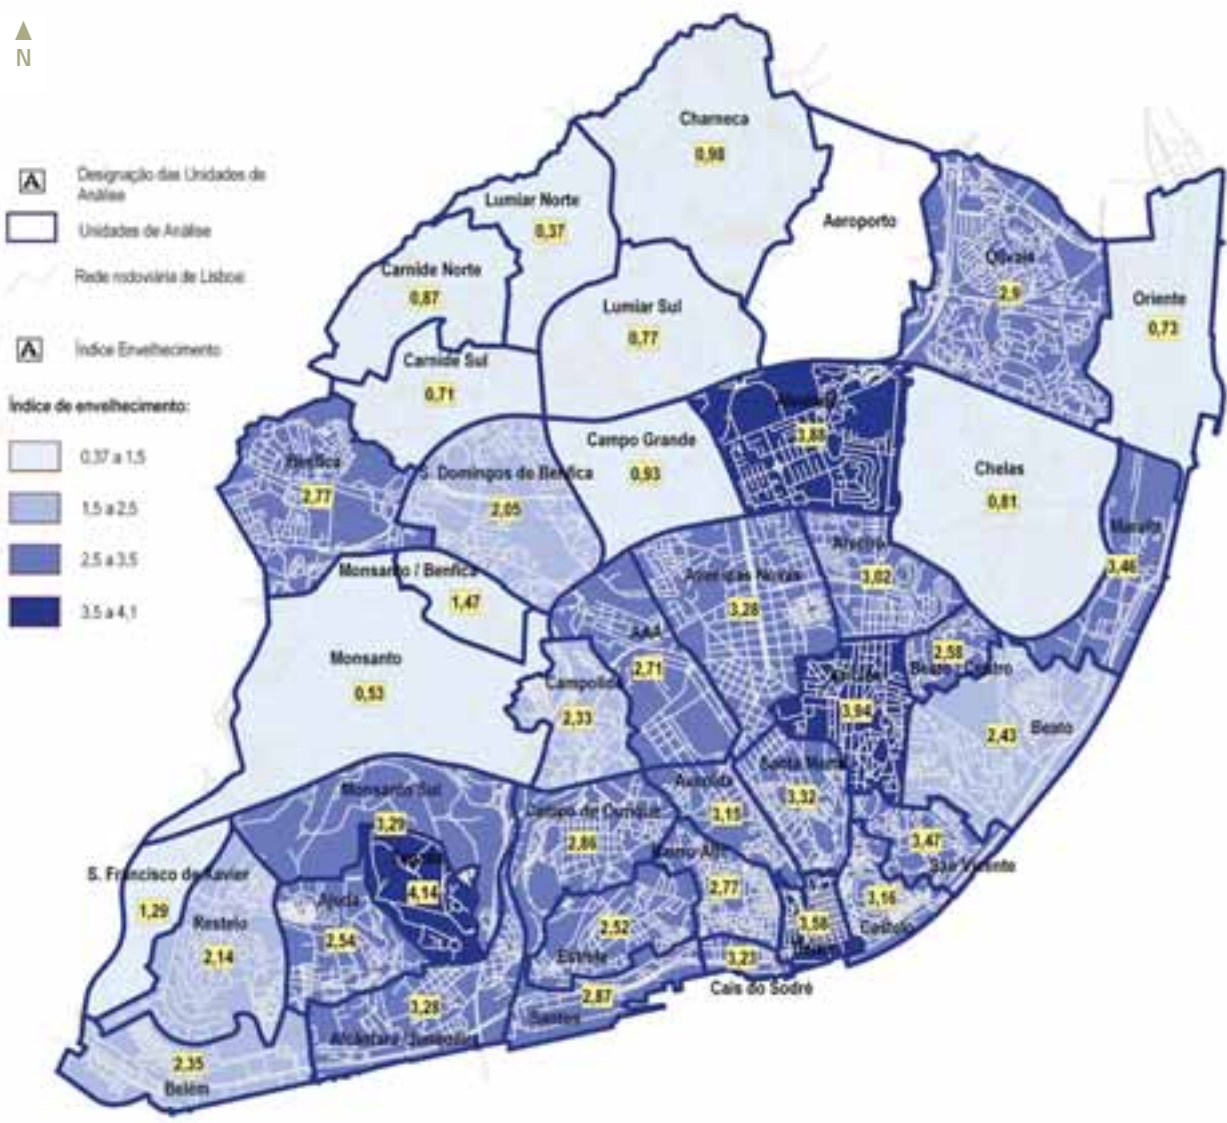 N
A
Designação das Unidades de
Análise
Unidades de Análise
Rede rodoviária de Lisboa
A
Índice Envelhecimento
Índice de envelhecimento:
0,37 a 1,5
1,5 a 2,5
2,5 a 3,5
3,5 a 4,1
Charneca
0,98
Lumiar Norte
0,37
Aeroporto
Carnide Norte
0,87
Olivais
2,9
Lumiar Sul
0,77
Oriente
0,73
Carnide Sul
0,71
Alvalade
3,88
Campo Grande
0,93
Benfica
2,77
S. Domingos de Benfica
2,05
Chelas
0,81
Marvila
3,46
Areeiro
3,02
Monsanto / Benfica
1,47
Avenidas Novas
3,28
AAA
2,71
Monsanto
0,53
2,58
Campolide
2,33
3,94
2,43
Beato
Monsanto Sul
3,29
Avenida
3,15
Santa Marta
3,32
Campo de Ourique
2,86
3,47
São Vicente
S. Francisco de Xavier
1,29
4,14
Bairro Alto
2,77
Ajuda
2,54
Restelo
2,14
3,16
Castelo
3,58
2,52
Estrela
3,23
Cais do Sodré
2,87
Santos
3,28
2,35
Belém